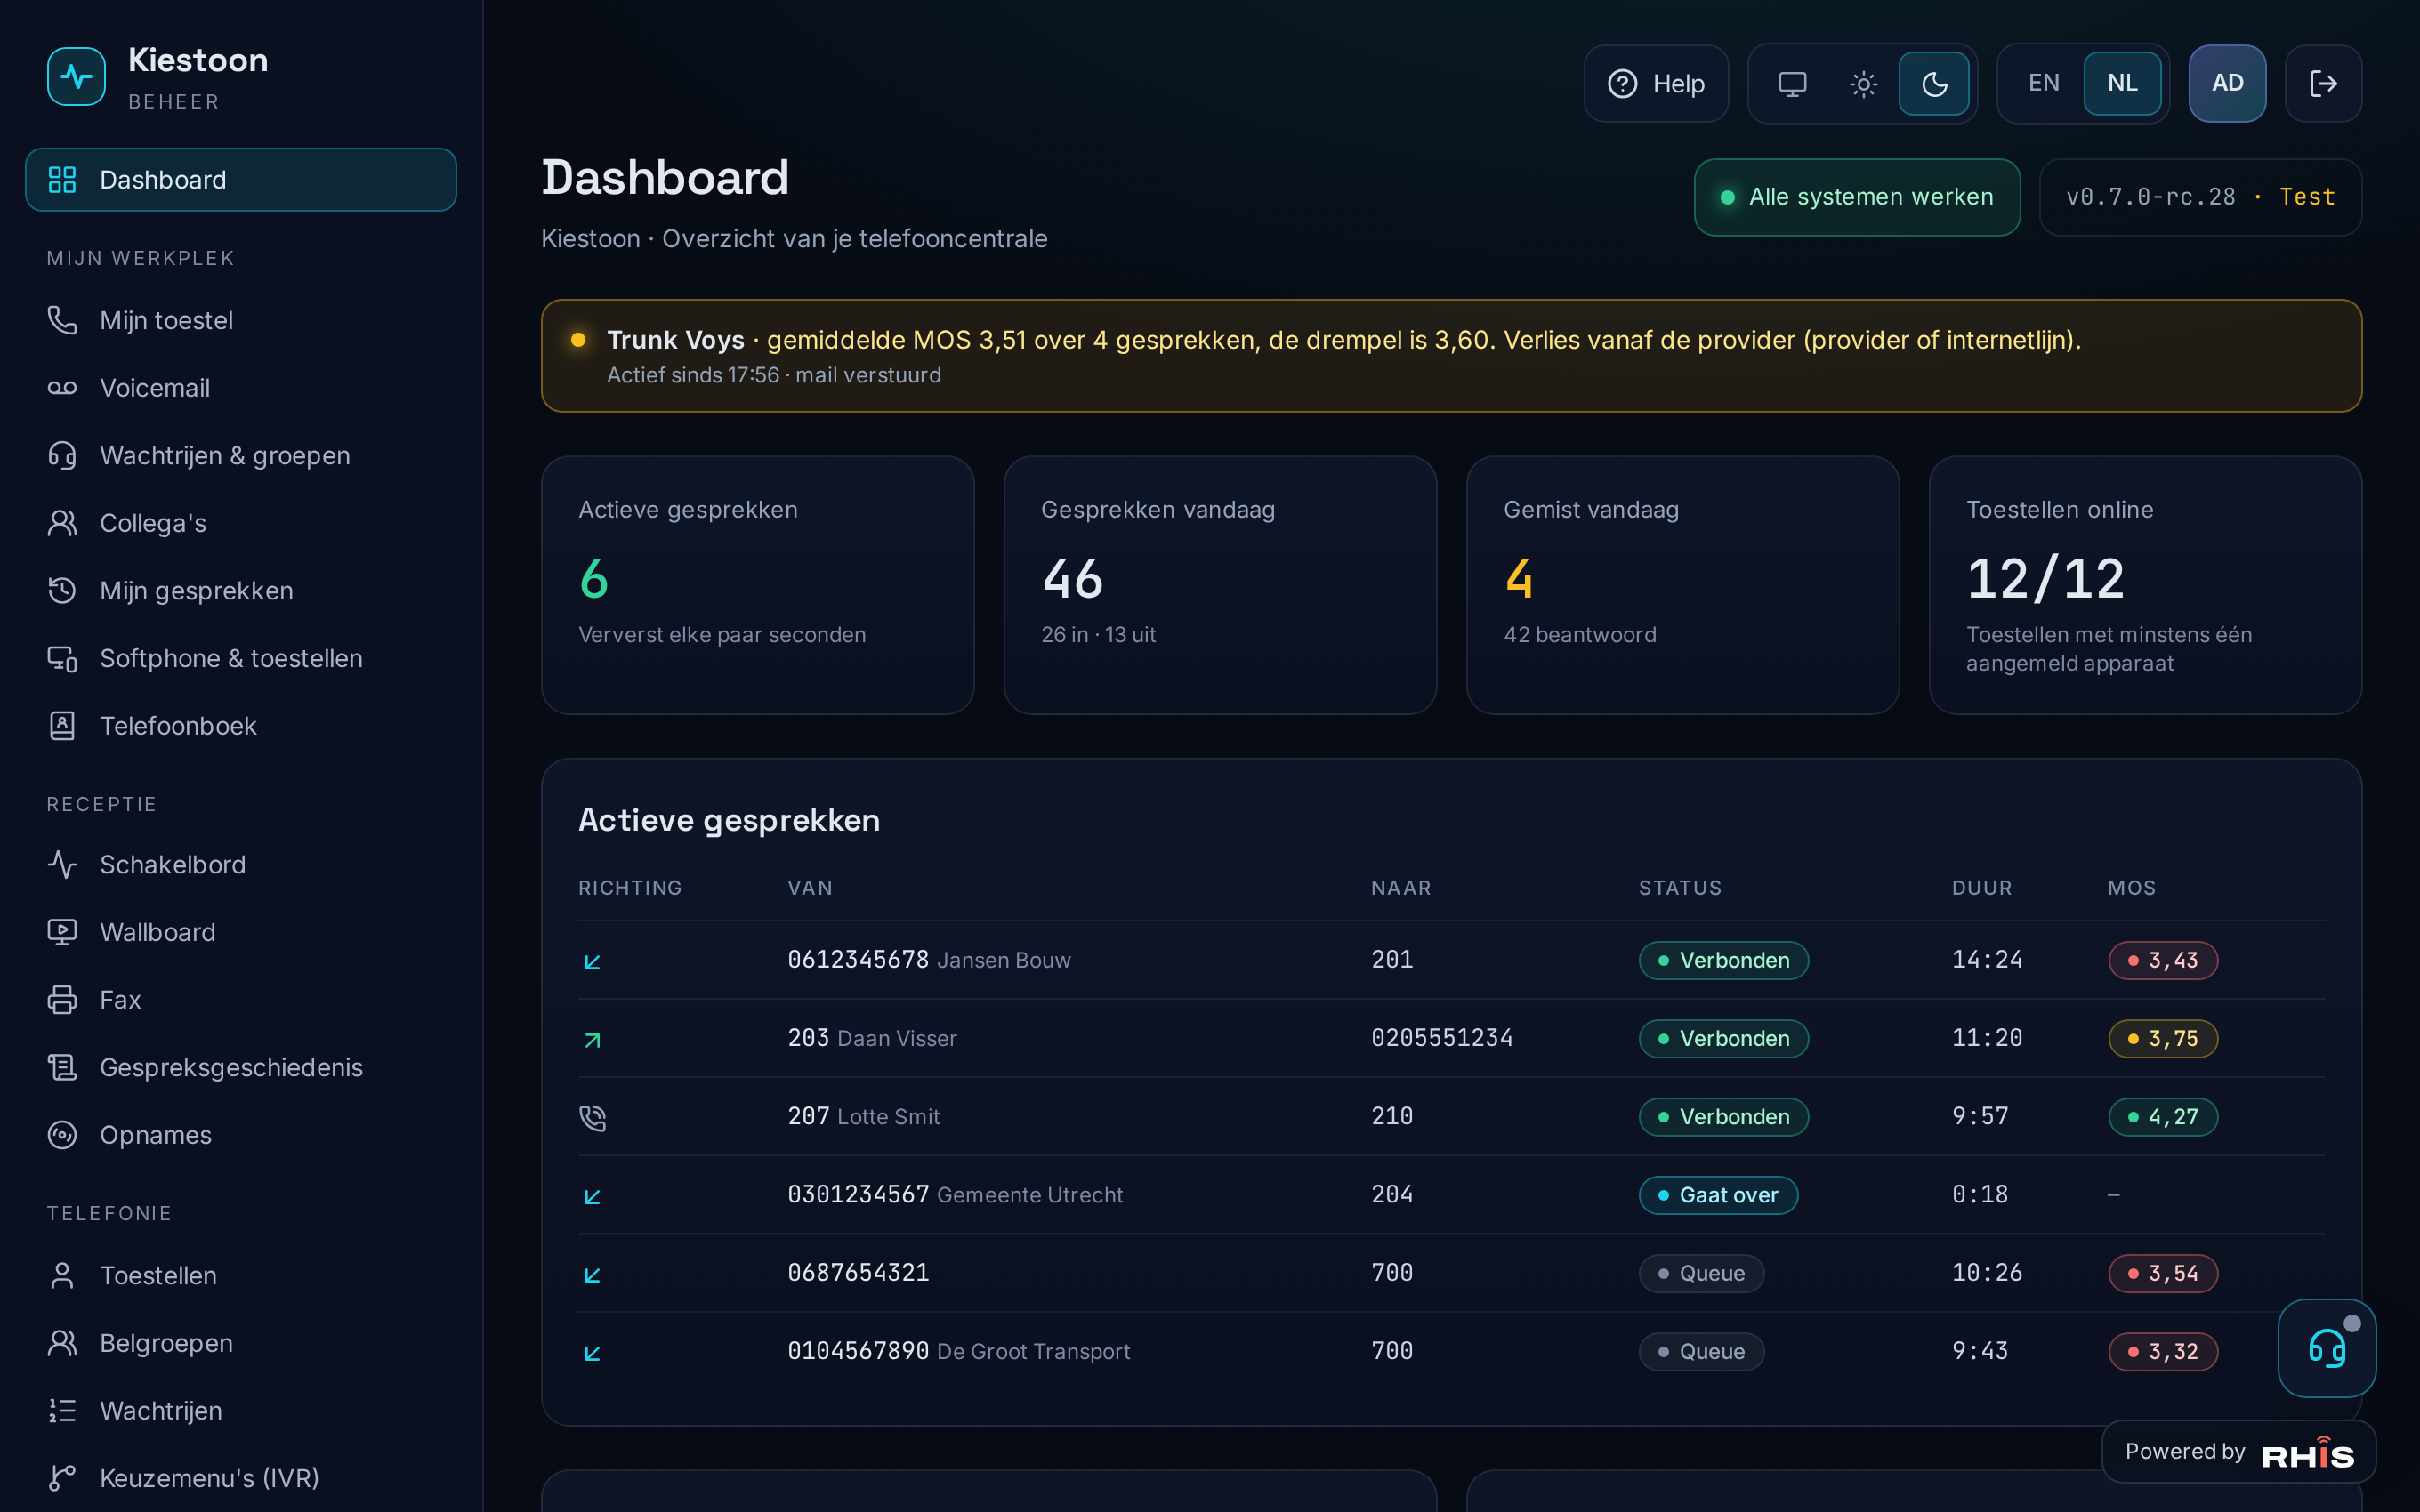 Kiestoon
BEHEER
Dashboard
MIJN WERKPLEK
Mijn toestel
Voicemail
Wachtrijen & groepen
Collega's
Mijn gesprekken
Softphone & toestellen
Telefoonboek
RECEPTIE
Schakelbord
Wallboard
Fax
Gespreksgeschiedenis
Opnames
TELEFONIE
Toestellen
Belgroepen
Wachtrijen
Keuzemenu's (IVR)
Help
EN NL
AD
Dashboard
Kiestoon · Overzicht van je telefooncentrale
Alle systemen werken
v0.7.0-rc.28 · Test
Trunk Voys · gemiddelde MOS 3,51 over 4 gesprekken, de drempel is 3,60. Verlies vanaf de provider (provider of internetlijn).
Actief sinds 17:56 · mail verstuurd
Actieve gesprekken
6
Ververst elke paar seconden
Gesprekken vandaag
46
26 in · 13 uit
Gemist vandaag
4
42 beantwoord
Toestellen online
12/12
Toestellen met minstens één
aangemeld apparaat
Actieve gesprekken
RICHTING VAN NAAR STATUS DUUR MOS
0612345678 Jansen Bouw 201 Verbonden 14:24 3,43
203 Daan Visser 0205551234 Verbonden 11:20 3,75
207 Lotte Smit 210 Verbonden 9:57 4,27
0301234567 Gemeente Utrecht 204 Gaat over 0:18 –
0687654321 700 Queue 10:26 3,54
0104567890 De Groot Transport 700 Queue 9:43 3,32
Powered by RHiS